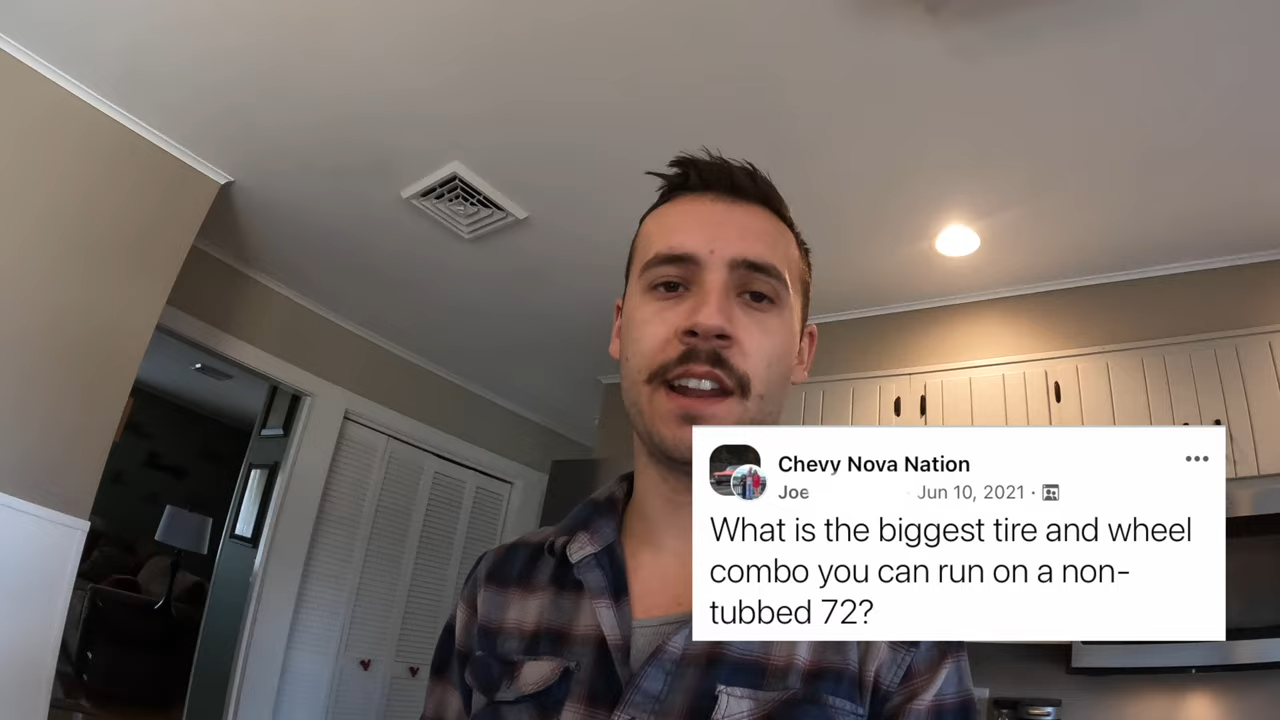 Chevy Nova Nation
Joe · Jun 10, 2021 ·
What is the biggest tire and wheel
combo you can run on a non-
tubbed 72?